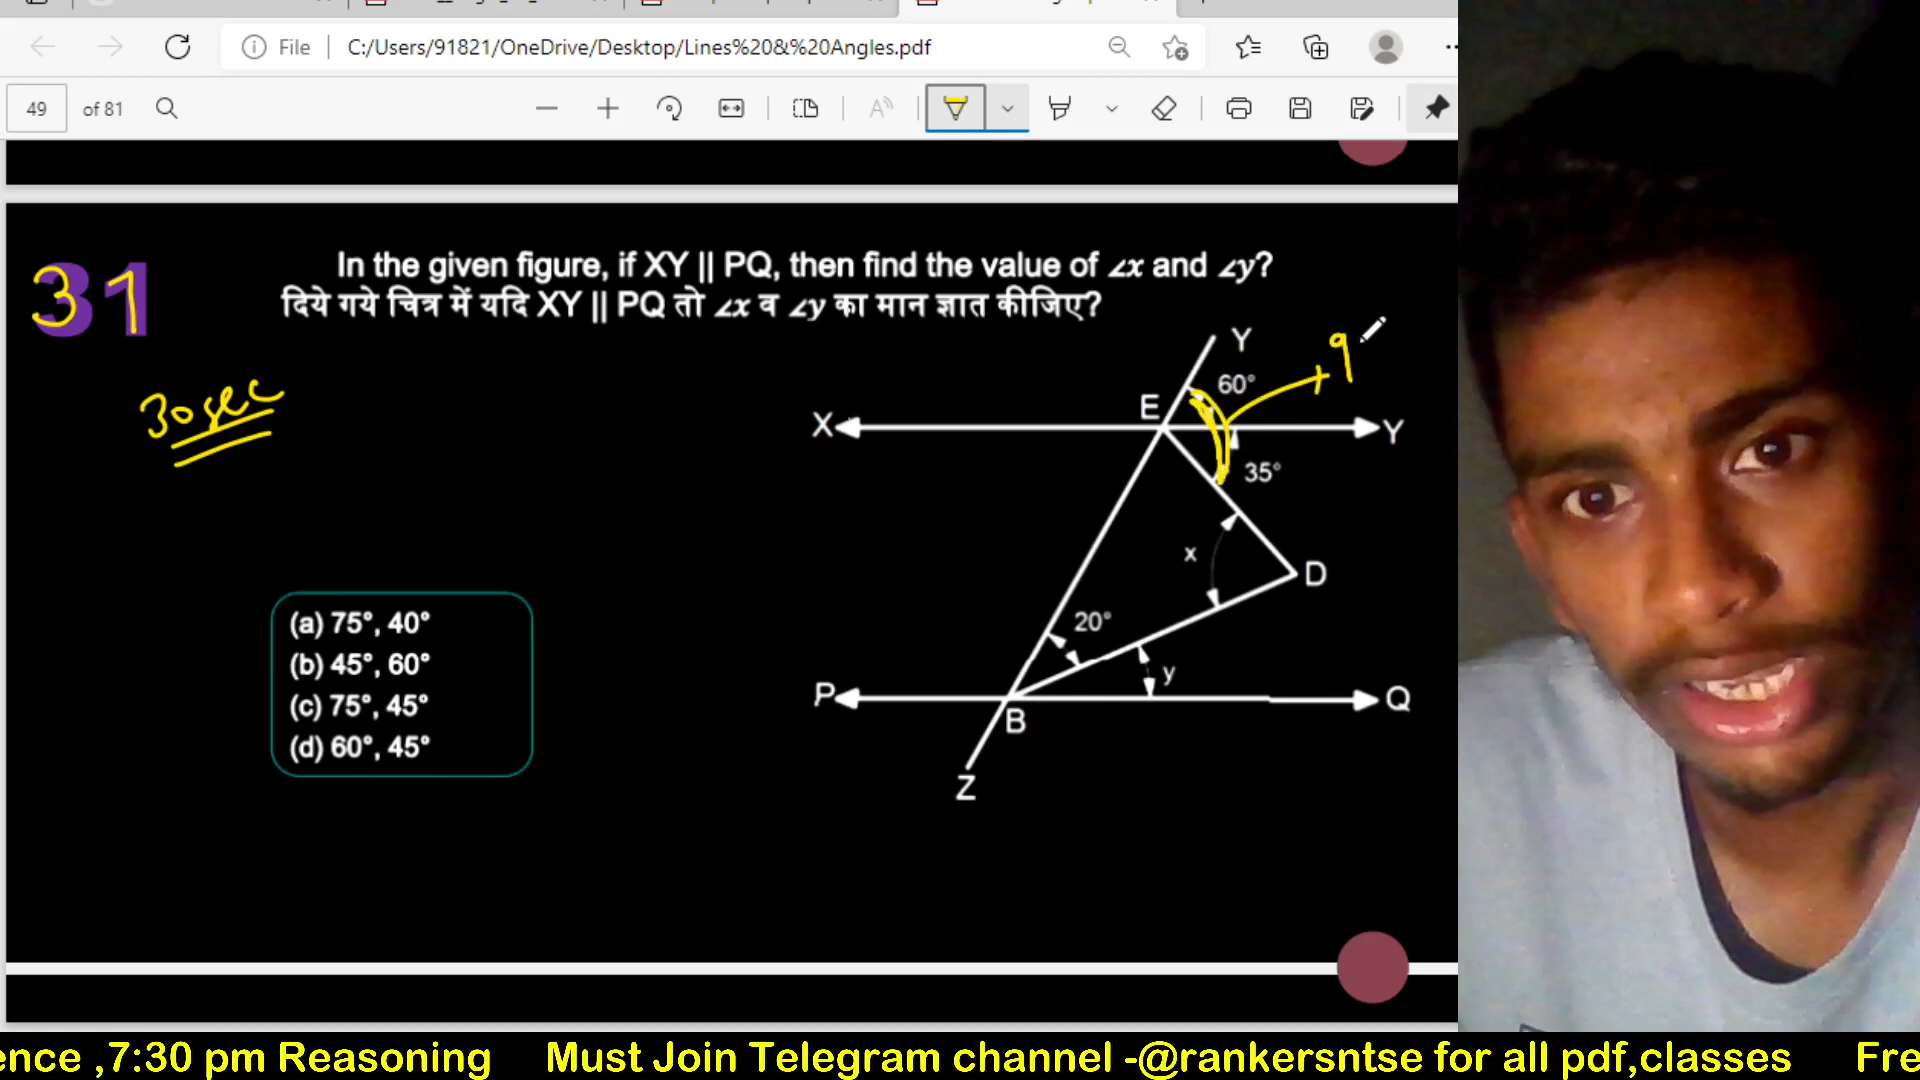 File
C:/Users/91821/OneDrive/Desktop/Lines%20&%20Angles.pdf
49 of 81
31
In the given figure, if XY || PQ, then find the value of ∠x and ∠y?
दिये गये चित्र में यदि XY || PQ तो ∠x व ∠y का मान ज्ञात कीजिए?
30 sec
Y
60°
+9
E
X
Y
35°
x
D
20°
y
P
Q
B
Z
(a) 75°, 40°
(b) 45°, 60°
(c) 75°, 45°
(d) 60°, 45°
ence ,7:30 pm Reasoning Must Join Telegram channel -@rankersntse for all pdf,classes Fre